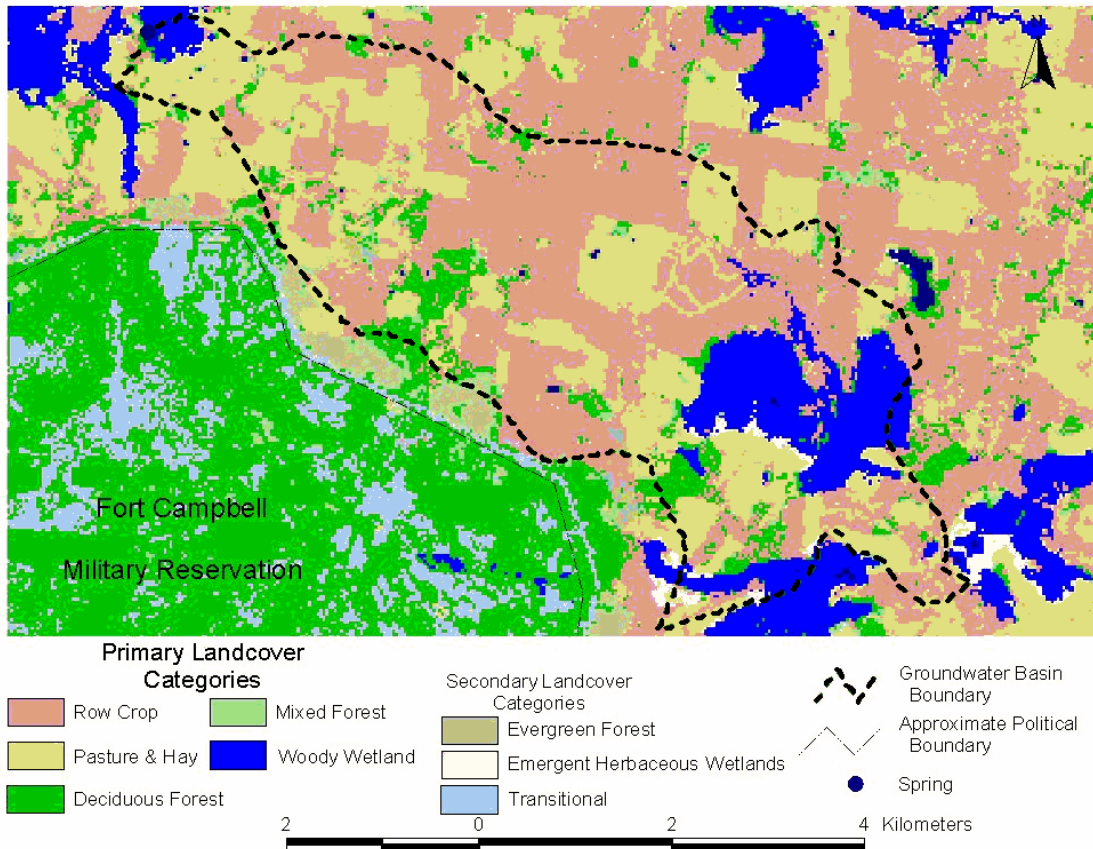 Fort Campbell
Military Reservation
Primary Landcover
Categories
Row Crop
Mixed Forest
Pasture & Hay
Woody Wetland
Deciduous Forest
Secondary Landcover
Categories
Evergreen Forest
Emergent Herbaceous Wetlands
Transitional
Groundwater Basin
Boundary
Approximate Political
Boundary
Spring
2 0 2 4 Kilometers